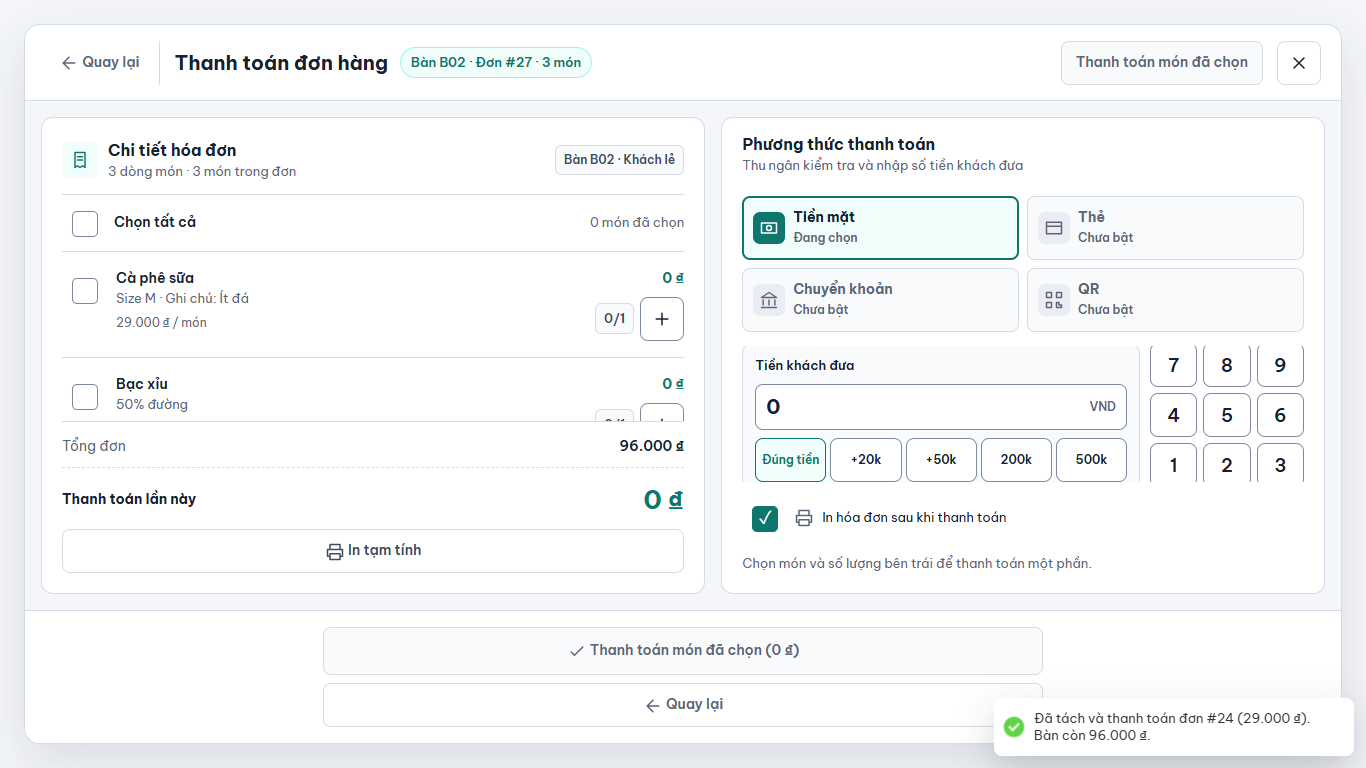 Quay lại
Thanh toán đơn hàng
Bàn B02 · Đơn #27 · 3 món
Thanh toán món đã chọn
Chi tiết hóa đơn
3 dòng món · 3 món trong đơn
Bàn B02 · Khách lẻ
Chọn tất cả
0 món đã chọn
Cà phê sữa
0 ₫
Size M · Ghi chú: Ít đá
29.000 ₫ / món
0/1
Bạc xỉu
0 ₫
50% đường
Tổng đơn
96.000 ₫
Thanh toán lần này
0 ₫
In tạm tính
Phương thức thanh toán
Thu ngân kiểm tra và nhập số tiền khách đưa
Tiền mặt
Đang chọn
Thẻ
Chưa bật
Chuyển khoản
Chưa bật
QR
Chưa bật
Tiền khách đưa
0
VND
Đúng tiền
+20k
+50k
200k
500k
7 8 9
4 5 6
1 2 3
In hóa đơn sau khi thanh toán
Chọn món và số lượng bên trái để thanh toán một phần.
Thanh toán món đã chọn (0 ₫)
Quay lại
Đã tách và thanh toán đơn #24 (29.000 ₫).
Bàn còn 96.000 ₫.